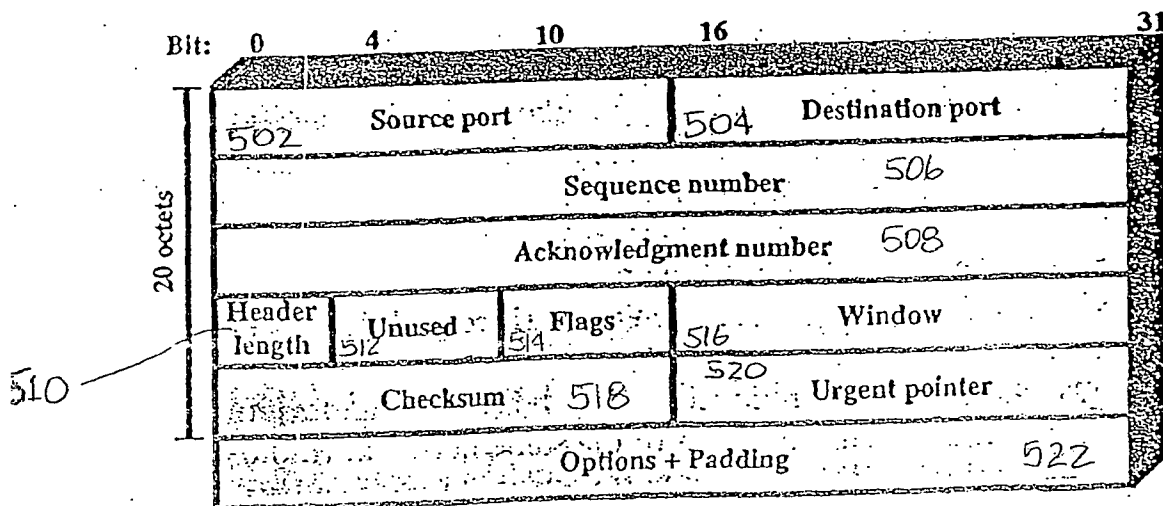 Bit: 0 4 10 16 31
Source port 502 504 Destination port
Sequence number 506
Acknowledgment number 508
20 octets
Header length 512 Unused 514 Flags 516 Window
510
Checksum 518 520 Urgent pointer
Options + Padding 522